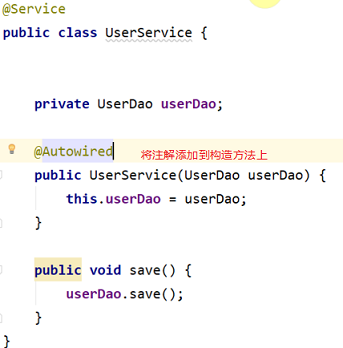 @Service
public class UserService {
private UserDao userDao;
@Autowired 将注解添加到构造方法上
public UserService(UserDao userDao) {
this.userDao = userDao;
}
public void save() {
userDao.save();
}
}